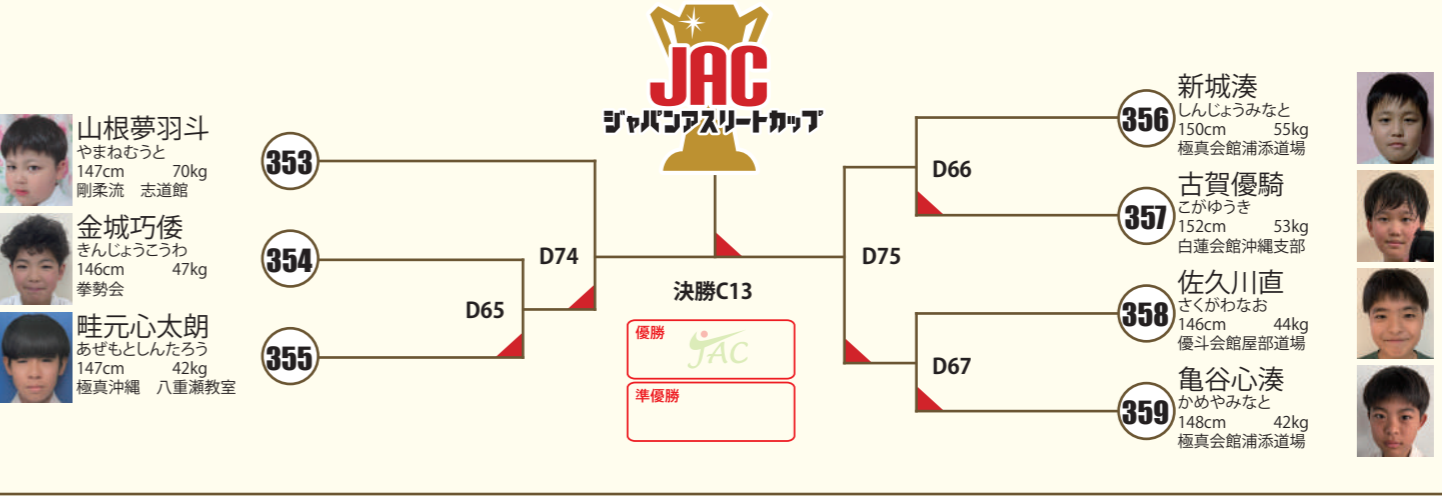 JAC
ジャパンアスリートカップ
山根夢羽斗
やまねむうと
147cm 70kg
剛柔流 志道館
353
金城巧倭
きんじょうこうわ
146cm 47kg
拳勢会
354
畦元心太朗
あぜもとしんたろう
147cm 42kg
極真沖縄 八重瀬教室
355
D65
D74
決勝C13
優勝
JAC
準優勝
D75
D66
D67
356
新城湊
しんじょうみなと
150cm 55kg
極真会館浦添道場
357
古賀優騎
こがゆうき
152cm 53kg
白蓮会館沖縄支部
358
佐久川直
さくがわなお
146cm 44kg
優斗会館屋部道場
359
亀谷心湊
かめやみなと
148cm 42kg
極真会館浦添道場